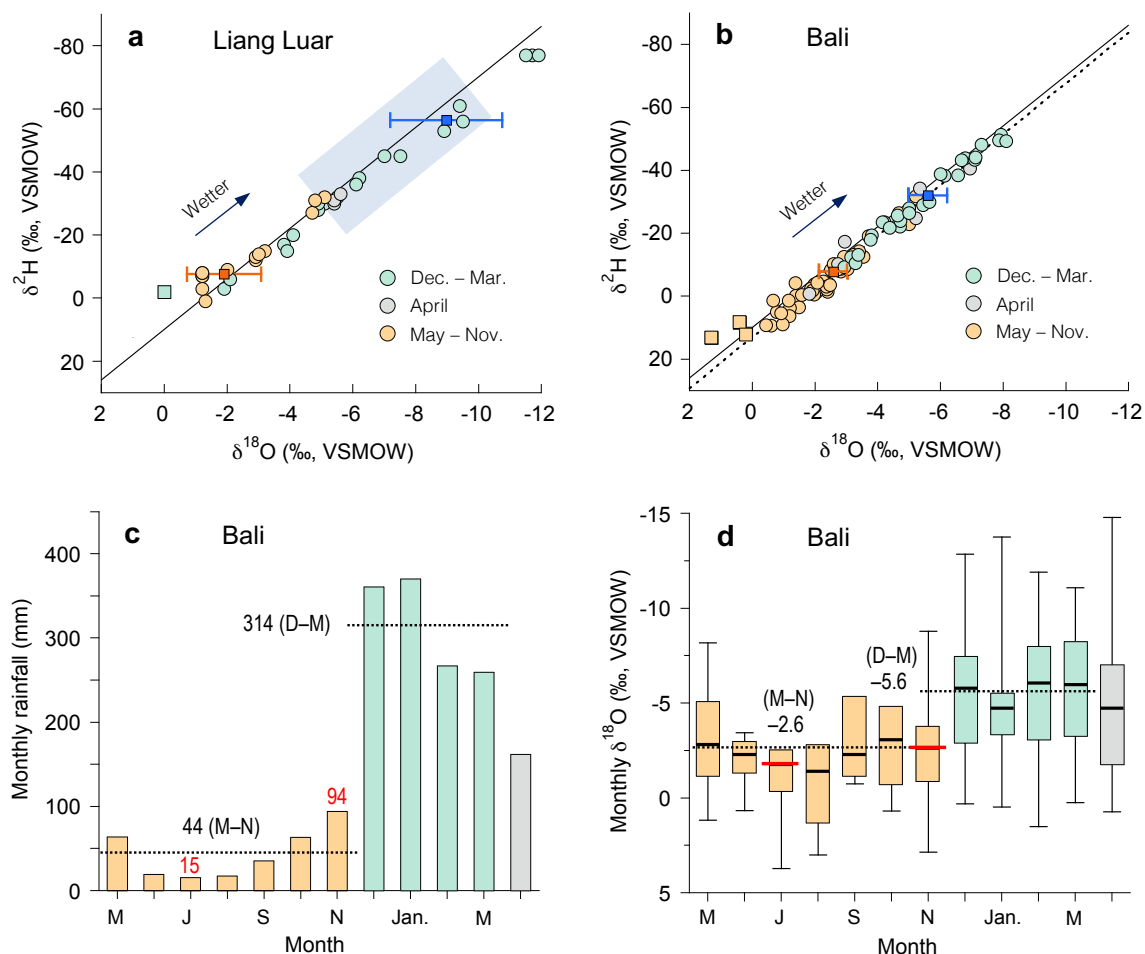 a Liang Luar
-80
-60
-40
-20
0
20
δ²H (‰, VSMOW)
Wetter
Dec. – Mar.
April
May – Nov.
2 0 -2 -4 -6 -8 -10 -12
δ¹⁸O (‰, VSMOW)
b Bali
-80
-60
-40
-20
0
20
δ²H (‰, VSMOW)
Wetter
Dec. – Mar.
April
May – Nov.
2 0 -2 -4 -6 -8 -10 -12
δ¹⁸O (‰, VSMOW)
c Bali
400
300
200
100
0
Monthly rainfall (mm)
314 (D–M)
94
44 (M–N)
15
M J S N Jan. M
Month
d Bali
-15
-10
-5
0
5
Monthly δ¹⁸O (‰, VSMOW)
(D–M)
–5.6
(M–N)
–2.6
M J S N Jan. M
Month